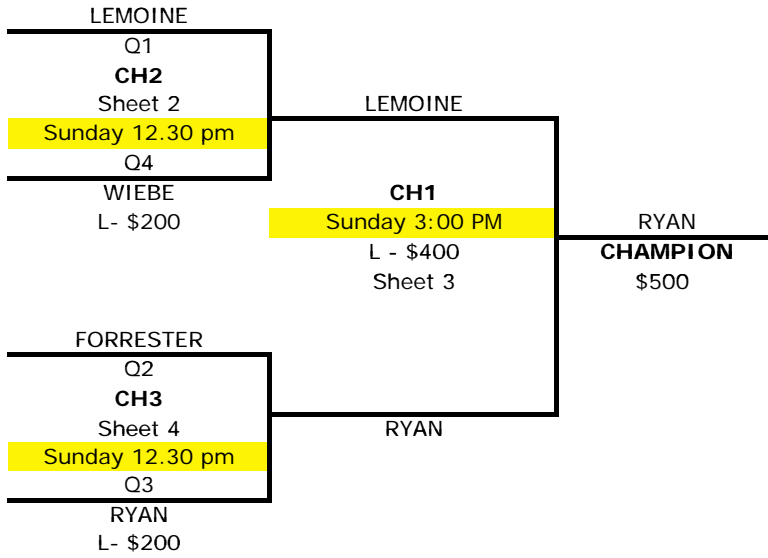 LEMOINE
Q1
CH2
Sheet 2
Sunday 12.30 pm
Q4
WIEBE
L- $200
LEMOINE
CH1
Sunday 3:00 PM
L - $400
Sheet 3
RYAN
CHAMPION
$500
FORRESTER
Q2
CH3
Sheet 4
Sunday 12.30 pm
Q3
RYAN
L- $200
RYAN